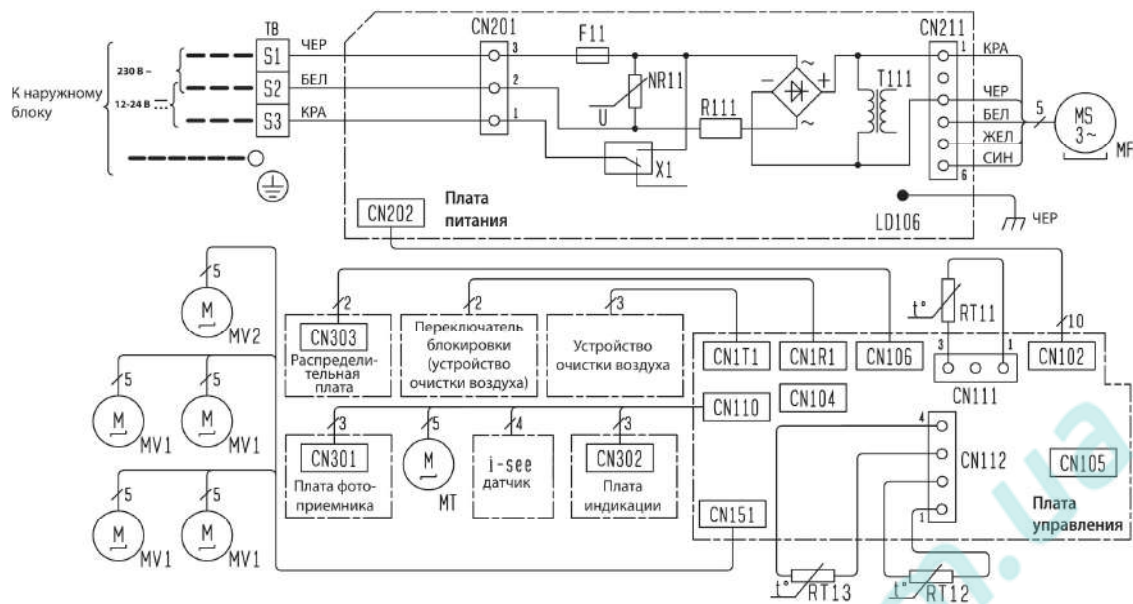 К наружному
блоку
230 В ~
12-24 В
TB
S1
S2
S3
ЧЕР
БЕЛ
КРА
CN201
3
2
1
F11
NR11
U
R111
X1
~
−
+
~
T111
CN211
1
6
КРА
ЧЕР
БЕЛ
ЖЕЛ
СИН
5
MS
3~
MF
Плата
питания
CN202
LD106
ЧЕР
5
M
MV2
5
M
MV1
5
M
MV1
5
M
MV1
5
M
MV1
2
CN303
Распредели-
тельная
плата
2
Переключатель
блокировки
(устройство
очистки воздуха)
3
Устройство
очистки воздуха
3
CN301
Плата фото-
приемника
5
M
MT
4
i-see
датчик
3
CN302
Плата
индикации
CN1T1
CN1R1
CN106
CN110
CN104
CN151
t°
RT11
3
1
CN111
10
CN102
4
1
CN112
CN105
Плата
управления
t°
RT13
t°
RT12
m.ua